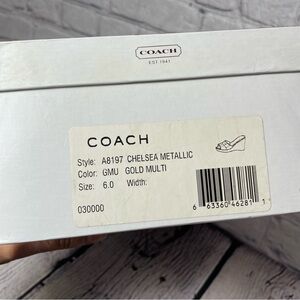 COACH
EST. 1941
COACH
Style: A8197 CHELSEA METALLIC
Color: GMU GOLD MULTI
Size: 6.0 Width:
030000
6 63360 46281 1